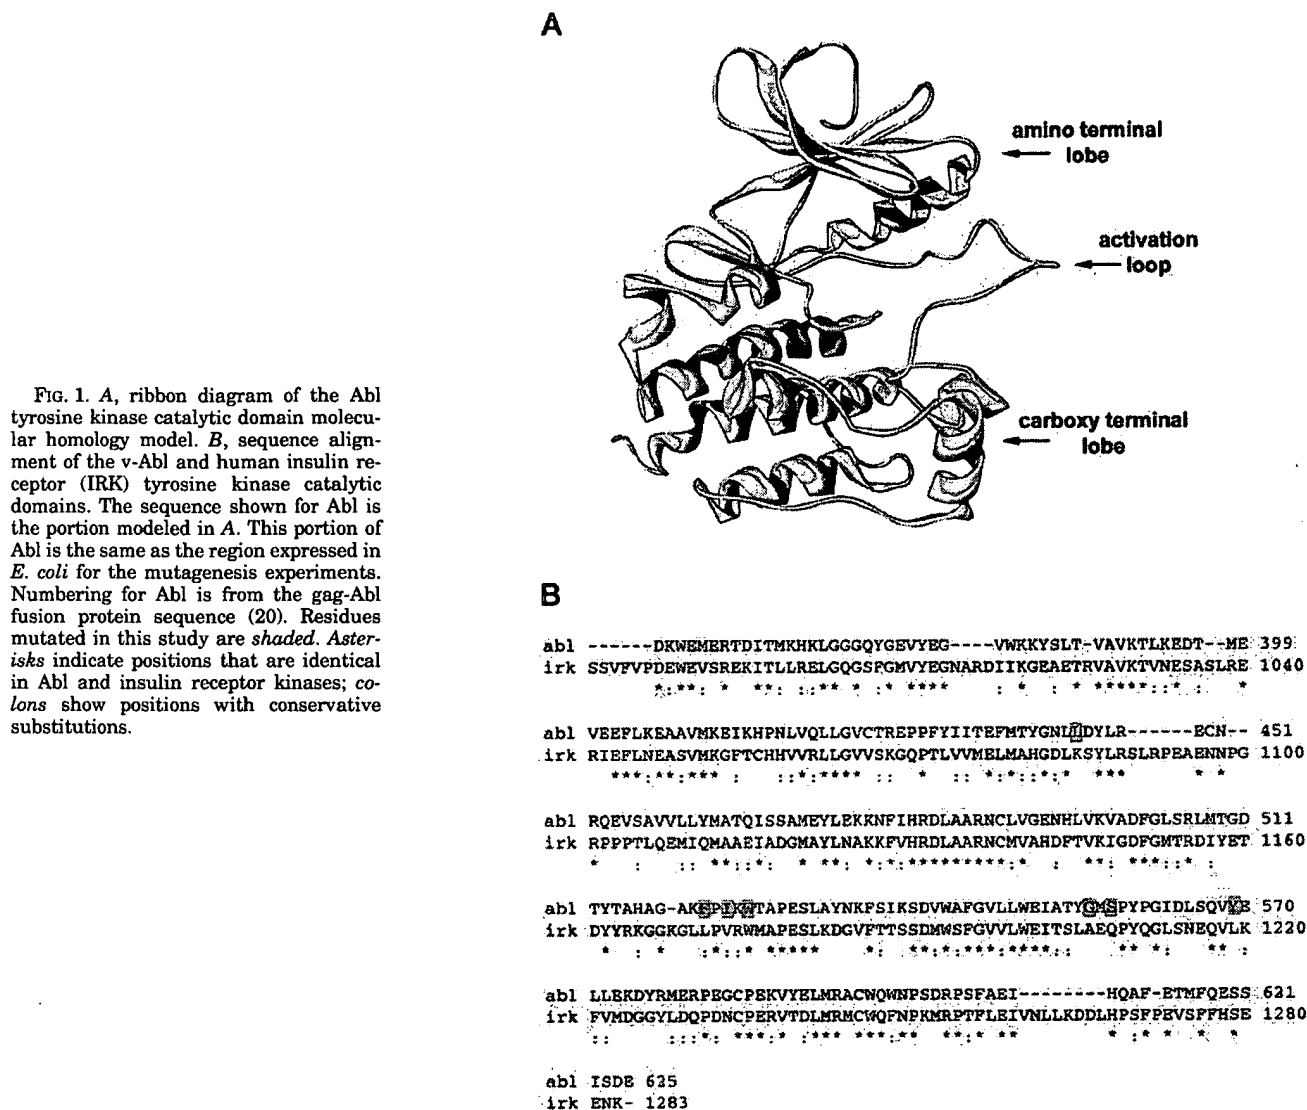 FIG. 1. A, ribbon diagram of the Abl
tyrosine kinase catalytic domain molecu-
lar homology model. B, sequence align-
ment of the v-Abl and human insulin re-
ceptor (IRK) tyrosine kinase catalytic
domains. The sequence shown for Abl is
the portion modeled in A. This portion of
Abl is the same as the region expressed in
E. coli for the mutagenesis experiments.
Numbering for Abl is from the gag-Abl
fusion protein sequence (20). Residues
mutated in this study are shaded. Aster-
isks indicate positions that are identical
in Abl and insulin receptor kinases; co-
lons show positions with conservative
substitutions.
A
amino terminal
lobe
activation
loop
carboxy terminal
lobe
B
abl ------DKWEMERTDITMKHKLGGGQYGEVYEG----VWKKYSLT-VAVKTLKEDT--ME 399
irk SSVFVPDEWEVSREKITLLRELGQGSFGMVYEGNARDIIKGEAETRVAVKTVNESASLRE 1040
abl VEEFLKEAAVMKEIKHPNLVQLLGVCTREPPFYIITEFMTYGNLLDYLR------ECN-- 451
irk RIEFLNEASVMKGFTCHHVVRLLGVVSKGQPTLVVMELMAHGDLKSYLRSLRPEAENNPG 1100
abl RQEVSAVVLLYMATQISSAMEYLEKKNFIHRDLAARNCLVGENHLVKVADFGLSRLMTGD 511
irk RPPPTLQEMIQMAAEIADGMAYLNAKKFVHRDLAARNCMVAHDFTVKIGDFGMTRDIYET 1160
abl TYTAHAG-AKFPIKWTAPESLAYNKFSIKSDVWAFGVLLWEIATYGMSPYPGIDLSQVYE 570
irk DYYRKGGKGLLPVRWMAPESLKDGVFTTSSDMWSFGVVLWEITSLAEQPYQGLSNEQVLK 1220
abl LLEKDYRMERPEGCPEKVYELMRACWQWNPSDRPSFAEI--------HQAF-ETMFQESS 621
irk FVMDGGYLDQPDNCPERVTDLMRMCWQFNPKMRPTFLEIVNLLKDDLHPSFPEVSFFHSE 1280
abl ISDE 625
irk ENK- 1283